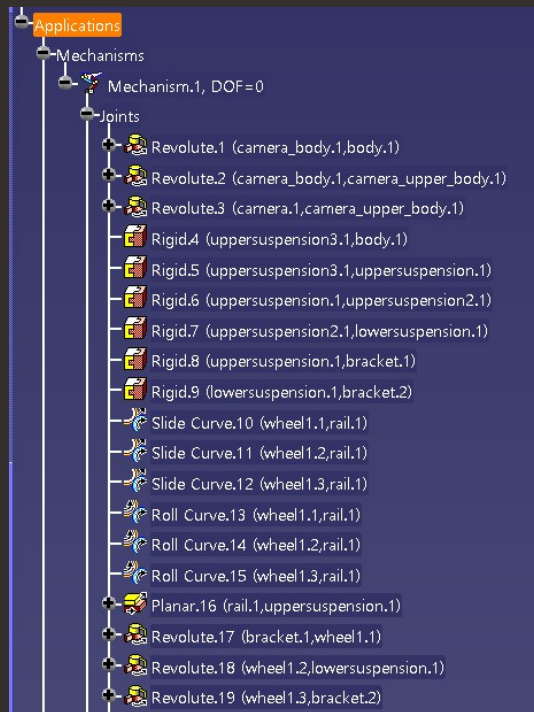 Applications
Mechanisms
Mechanism.1, DOF=0
Joints
Revolute.1 (camera_body.1,body.1)
Revolute.2 (camera_body.1,camera_upper_body.1)
Revolute.3 (camera.1,camera_upper_body.1)
Rigid.4 (uppersuspension3.1,body.1)
Rigid.5 (uppersuspension3.1,uppersuspension.1)
Rigid.6 (uppersuspension.1,uppersuspension2.1)
Rigid.7 (uppersuspension2.1,lowersuspension.1)
Rigid.8 (uppersuspension.1,bracket.1)
Rigid.9 (lowersuspension.1,bracket.2)
Slide Curve.10 (wheel1.1,rail.1)
Slide Curve.11 (wheel1.2,rail.1)
Slide Curve.12 (wheel1.3,rail.1)
Roll Curve.13 (wheel1.1,rail.1)
Roll Curve.14 (wheel1.2,rail.1)
Roll Curve.15 (wheel1.3,rail.1)
Planar.16 (rail.1,uppersuspension.1)
Revolute.17 (bracket.1,wheel1.1)
Revolute.18 (wheel1.2,lowersuspension.1)
Revolute.19 (wheel1.3,bracket.2)